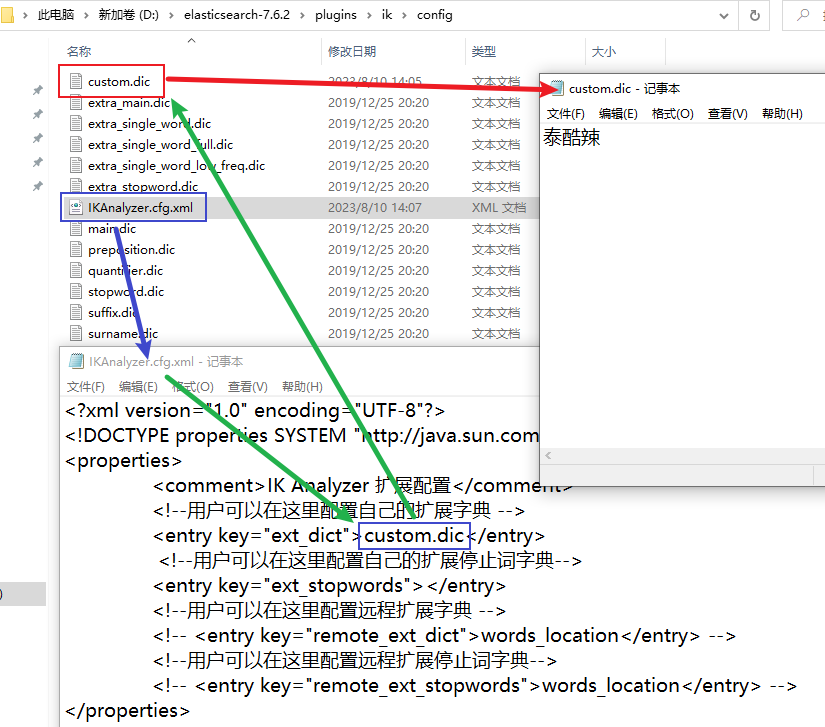 此电脑 › 新加卷 (D:) › elasticsearch-7.6.2 › plugins › ik › config
名称 修改日期 类型 大小
custom.dic 2023/8/10 14:05 文本文档
extra_main.dic 2019/12/25 20:20 文本文档
extra_single_word.dic 2019/12/25 20:20 文本文档
extra_single_word_full.dic 2019/12/25 20:20 文本文档
extra_single_word_low_freq.dic 2019/12/25 20:20 文本文档
extra_stopword.dic 2019/12/25 20:20 文本文档
IKAnalyzer.cfg.xml 2023/8/10 14:07 XML 文档
main.dic 2019/12/25 20:20 文本文档
preposition.dic 2019/12/25 20:20 文本文档
quantifier.dic 2019/12/25 20:20 文本文档
stopword.dic 2019/12/25 20:20 文本文档
suffix.dic 2019/12/25 20:20 文本文档
surname.dic 2019/12/25 20:20 文本文档
custom.dic - 记事本
文件(F) 编辑(E) 格式(O) 查看(V) 帮助(H)
泰酷辣
IKAnalyzer.cfg.xml - 记事本
文件(F) 编辑(E) 格式(O) 查看(V) 帮助(H)
<?xml version="1.0" encoding="UTF-8"?>
<!DOCTYPE properties SYSTEM "http://java.sun.com
<properties>
<comment>IK Analyzer 扩展配置</comment>
<!--用户可以在这里配置自己的扩展字典 -->
<entry key="ext_dict">custom.dic</entry>
<!--用户可以在这里配置自己的扩展停止词字典-->
<entry key="ext_stopwords"></entry>
<!--用户可以在这里配置远程扩展字典 -->
<!-- <entry key="remote_ext_dict">words_location</entry> -->
<!--用户可以在这里配置远程扩展停止词字典-->
<!-- <entry key="remote_ext_stopwords">words_location</entry> -->
</properties>